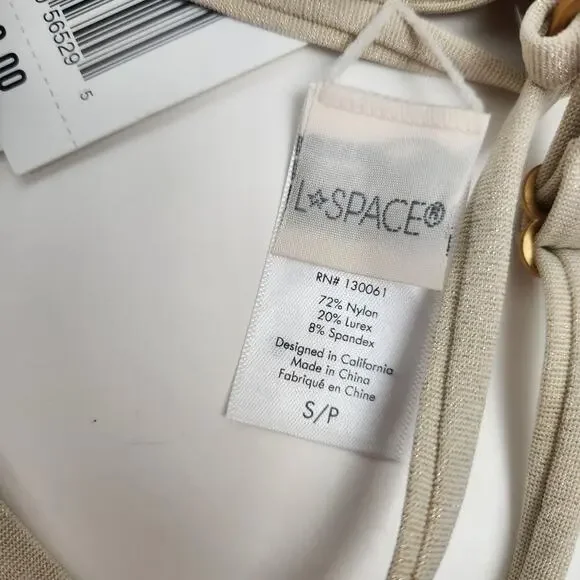 56529 5
.00
L☆SPACE®
RN# 130061
72% Nylon
20% Lurex
8% Spandex
Designed in California
Made in China
Fabriqué en Chine
S/P